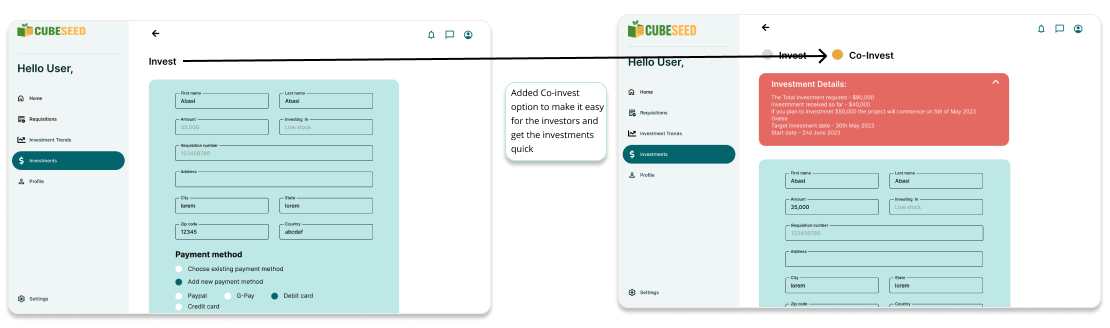 CUBESEED
Hello User,
Home
Requisitions
Investment Trends
$ Investments
Profile
Settings
Invest
First name
Abasi
Last name
Abasi
Amount
35,000
Investing In
Live stock
Requisition number
123456789
Address
City
lorem
State
lorem
Zip code
12345
Country
abcdef
Payment method
Choose existing payment method
Add new payment method
Paypal
G-Pay
Debit card
Credit card
Added Co-invest
option to make it easy
for the investors and
get the investments
quick
CUBESEED
Hello User,
Home
Requisitions
Investment Trends
$ Investments
Profile
Settings
Invest
Co-Invest
Investment Details:
The Total investment required - $90,000
Investmment received so far - $40,000
If you plan to investmnet $50,000 the project will commence on 5th of May 2023
Orelse
Target investment date - 30th May 2023
Start date - 2nd June 2023
First name
Abasi
Last name
Abasi
Amount
35,000
Investing In
Live stock
Requisition number
123456789
Address
City
lorem
State
lorem
Zip code
Country